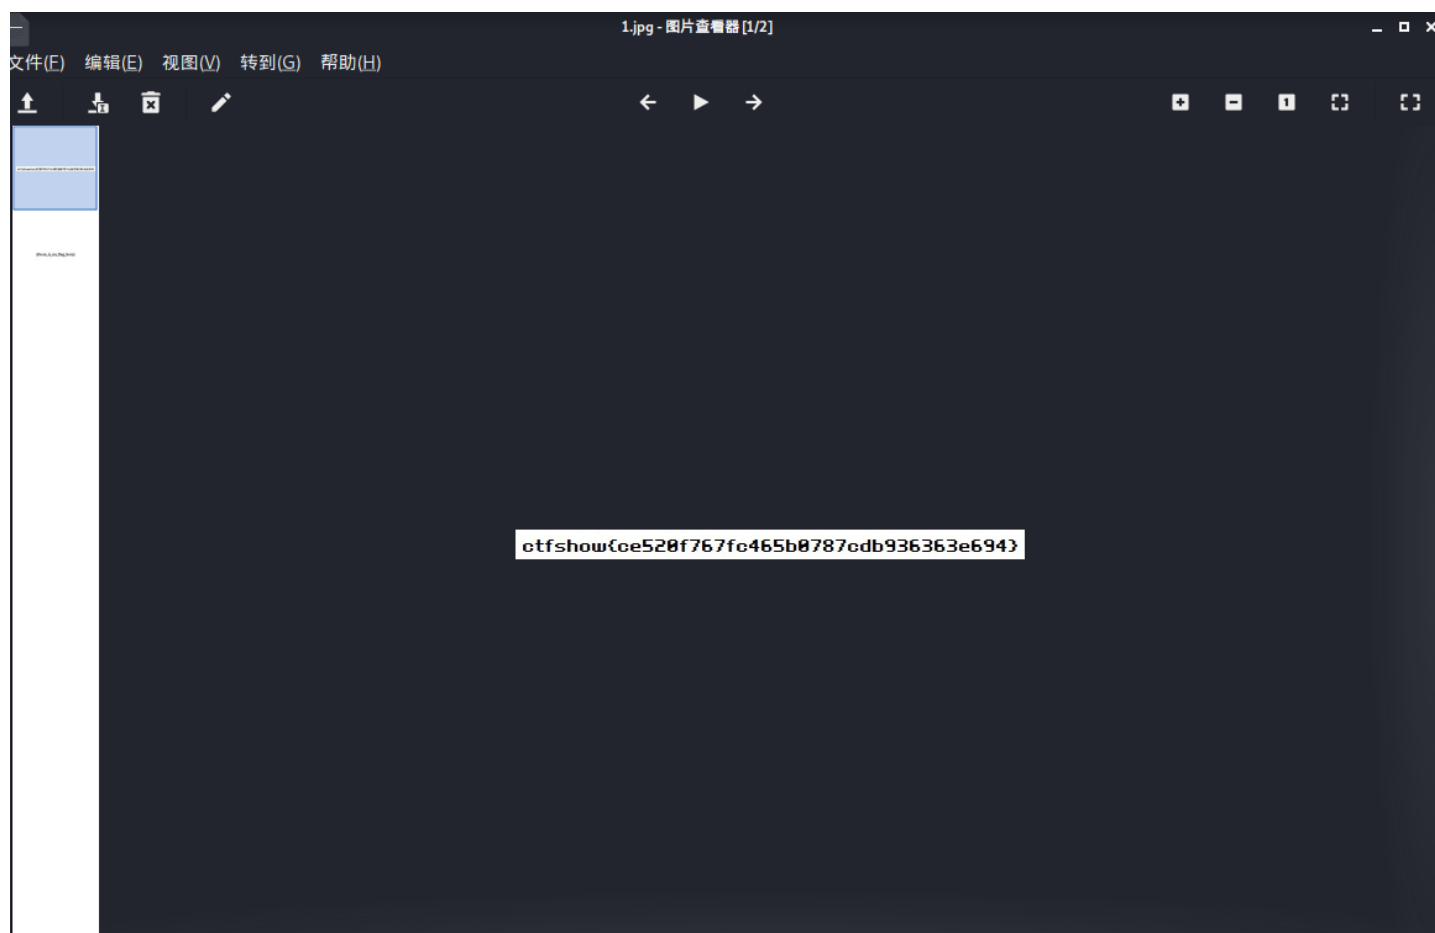 1.jpg - 图片查看器 [1/2]
文件(F) 编辑(E) 视图(V) 转到(G) 帮助(H)
ctfshow{ce520f767fc465b0787cdb936363e694}